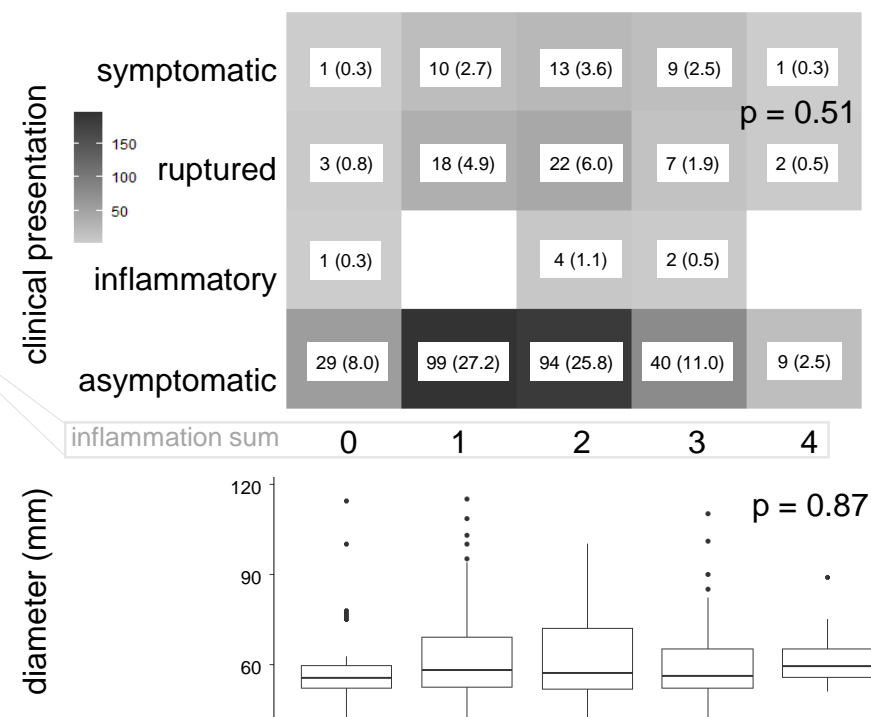 clinical presentation
symptomatic 1 (0.3) 10 (2.7) 13 (3.6) 9 (2.5) 1 (0.3)
p = 0.51
150
100
50
ruptured 3 (0.8) 18 (4.9) 22 (6.0) 7 (1.9) 2 (0.5)
inflammatory 1 (0.3) 4 (1.1) 2 (0.5)
asymptomatic 29 (8.0) 99 (27.2) 94 (25.8) 40 (11.0) 9 (2.5)
inflammation sum 0 1 2 3 4
diameter (mm)
120
p = 0.87
90
60